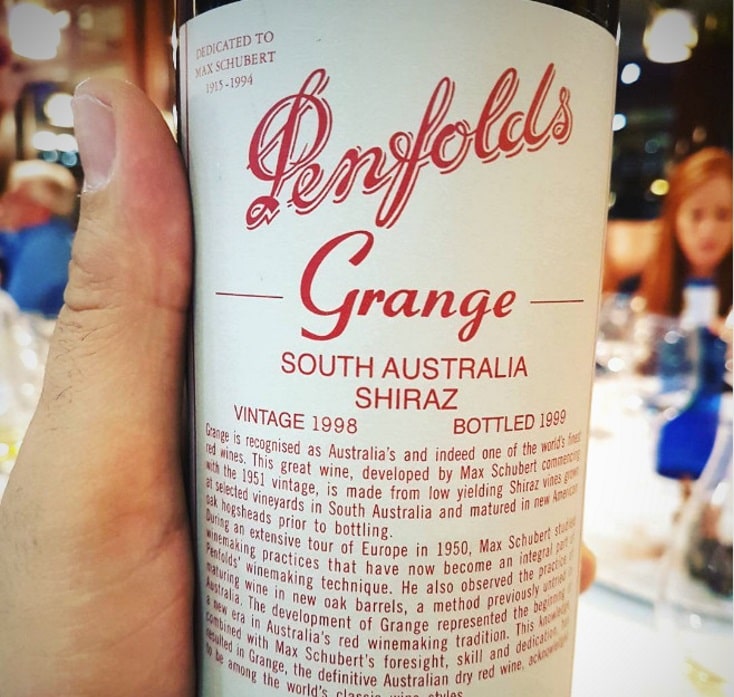 DEDICATED TO
MAX SCHUBERT
1915-1994
Penfolds
Grange
SOUTH AUSTRALIA
SHIRAZ
VINTAGE 1998 BOTTLED 1999
Grange is recognised as Australia's and indeed one of the world's finest
red wines. This great wine, developed by Max Schubert commencing
with the 1951 vintage, is made from low yielding Shiraz vines grown
at selected vineyards in South Australia and matured in new American
oak hogsheads prior to bottling.
During an extensive tour of Europe in 1950, Max Schubert studied
winemaking practices that have now become an integral part of
Penfolds' winemaking technique. He also observed the practice of
maturing wine in new oak barrels, a method previously untried in
Australia. The development of Grange represented the beginning of
a new era in Australia's red winemaking tradition. This knowledge,
combined with Max Schubert's foresight, skill and dedication,
resulted in Grange, the definitive Australian dry red wine,
to be among the world's classic wine styles.